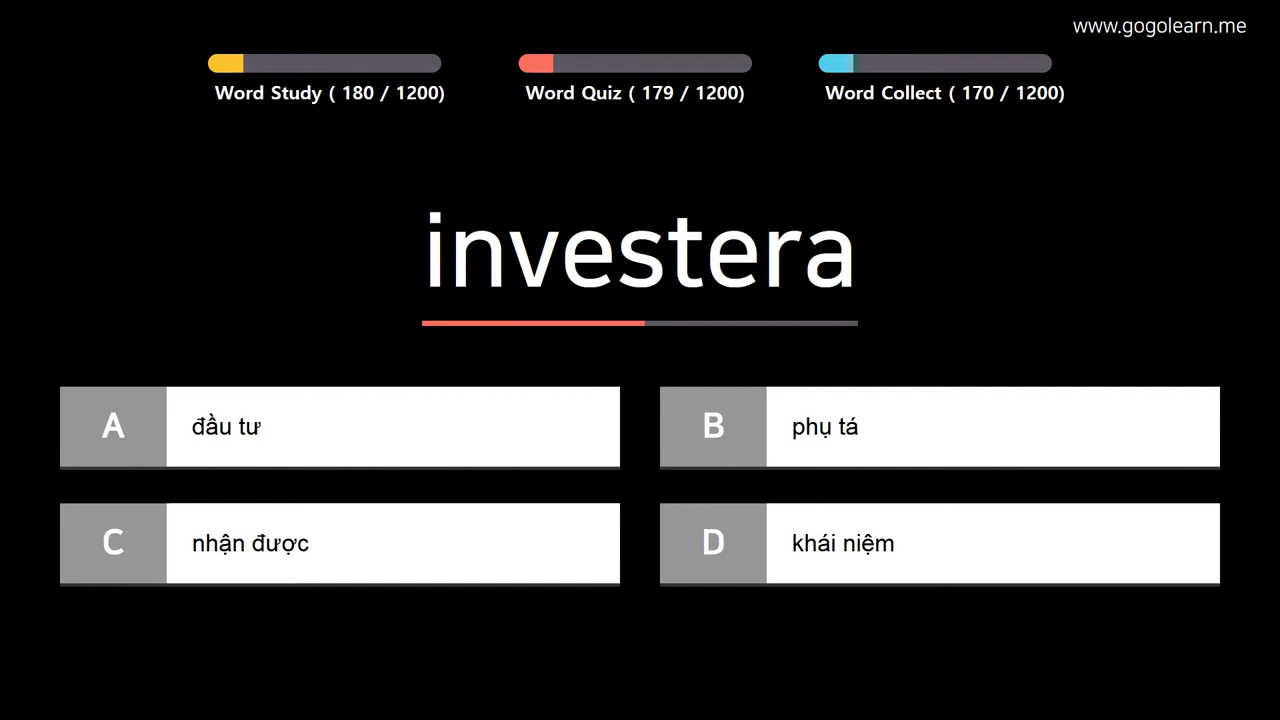 www.gogolearn.me
Word Study ( 180 / 1200)
Word Quiz ( 179 / 1200)
Word Collect ( 170 / 1200)
investera
A đầu tư
B phụ tá
C nhận được
D khái niệm